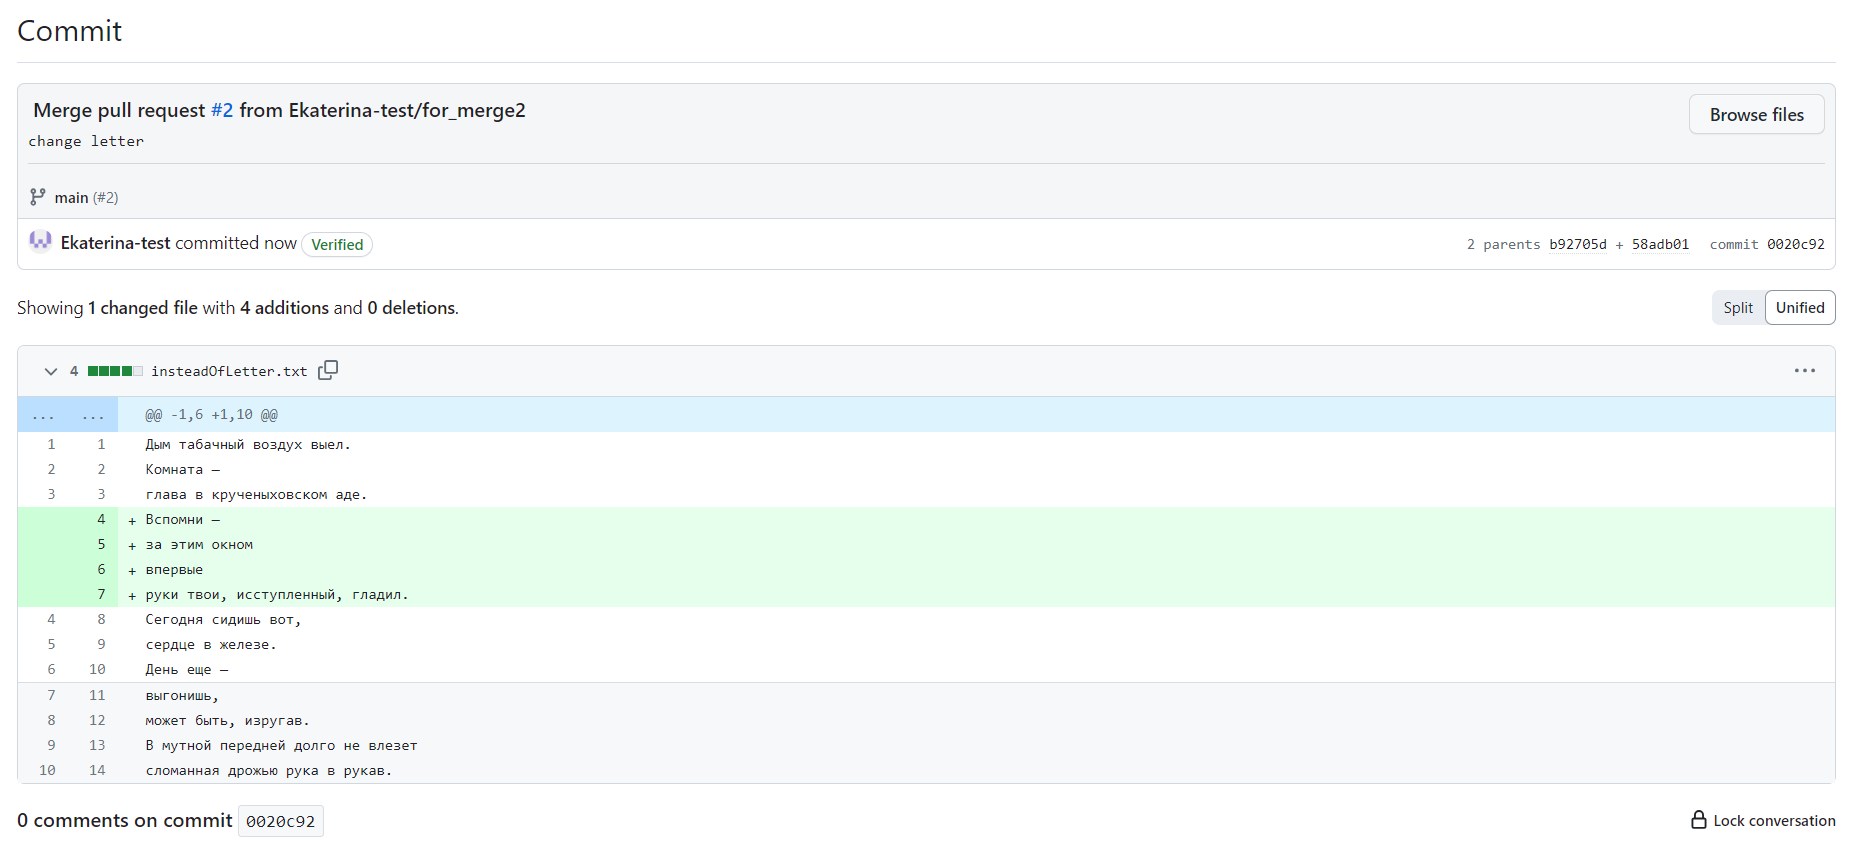 Commit
Merge pull request #2 from Ekaterina-test/for_merge2
Browse files
change letter
main (#2)
Ekaterina-test committed now Verified
2 parents b92705d + 58adb01 commit 0020c92
Showing 1 changed file with 4 additions and 0 deletions.
Split Unified
4 insteadOfLetter.txt ...
... ... @@ -1,6 +1,10 @@
1 1 Дым табачный воздух выел.
2 2 Комната —
3 3 глава в крученыховском аде.
4 + Вспомни —
5 + за этим окном
6 + впервые
7 + руки твои, исступленный, гладил.
4 8 Сегодня сидишь вот,
5 9 сердце в железе.
6 10 День еще —
7 11 выгонишь,
8 12 может быть, изругав.
9 13 В мутной передней долго не влезет
10 14 сломанная дрожью рука в рукав.
0 comments on commit 0020c92
Lock conversation